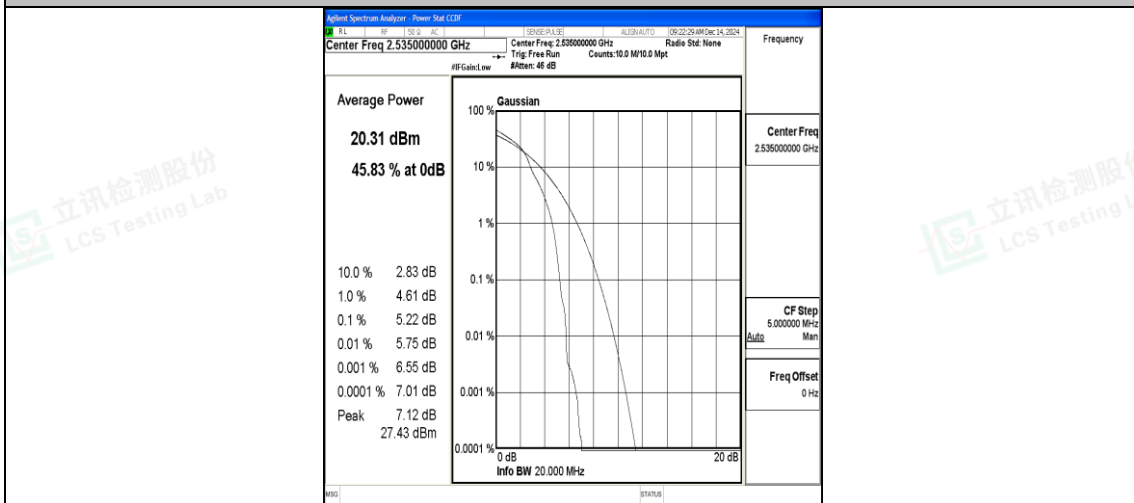 Agilent Spectrum Analyzer - Power Stat CCDF
RL RF 50 Ω AC SENSE:PULSE ALIGN AUTO 09:22:29 AM Dec 14, 2024
Center Freq 2.535000000 GHz
Center Freq: 2.535000000 GHz Radio Std: None
Trig: Free Run Counts:10.0 M/10.0 Mpt
#IFGain:Low #Atten: 46 dB
Frequency
Average Power
20.31 dBm
45.83 % at 0dB
10.0 % 2.83 dB
1.0 % 4.61 dB
0.1 % 5.22 dB
0.01 % 5.75 dB
0.001 % 6.55 dB
0.0001 % 7.01 dB
Peak 7.12 dB
27.43 dBm
Gaussian
100 %
10 %
1 %
0.1 %
0.01 %
0.001 %
0.0001 %
0 dB 20 dB
Info BW 20.000 MHz
Center Freq
2.535000000 GHz
CF Step
5.000000 MHz
Auto Man
Freq Offset
0 Hz
MSG STATUS
立讯检测股份
LCS Testing Lab
立讯检测股份
LCS Testing L